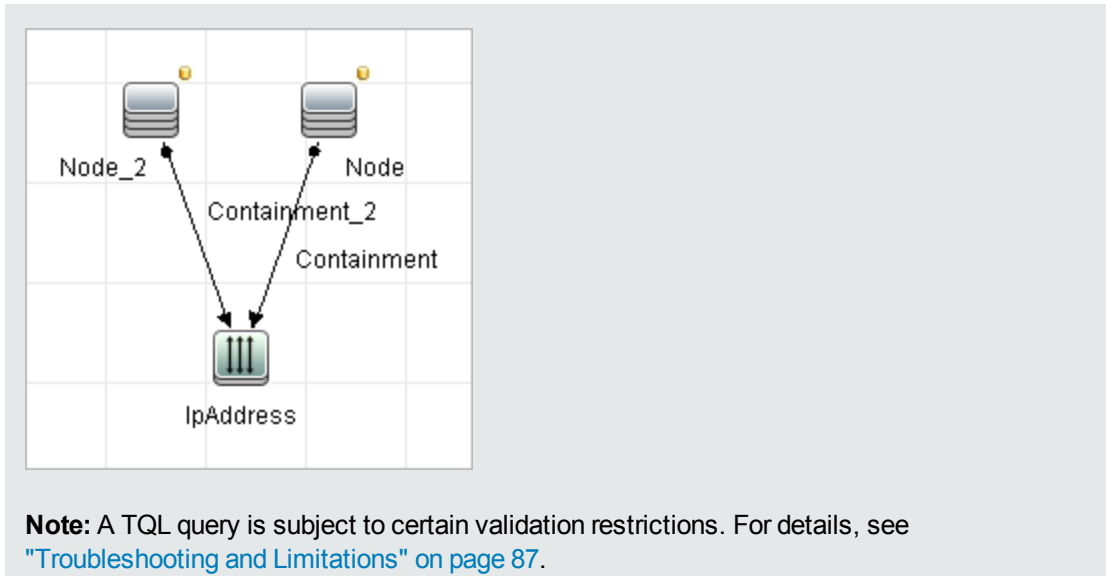 Node_2
Node
Containment_2
Containment
IpAddress
Note: A TQL query is subject to certain validation restrictions. For details, see
"Troubleshooting and Limitations" on page 87.